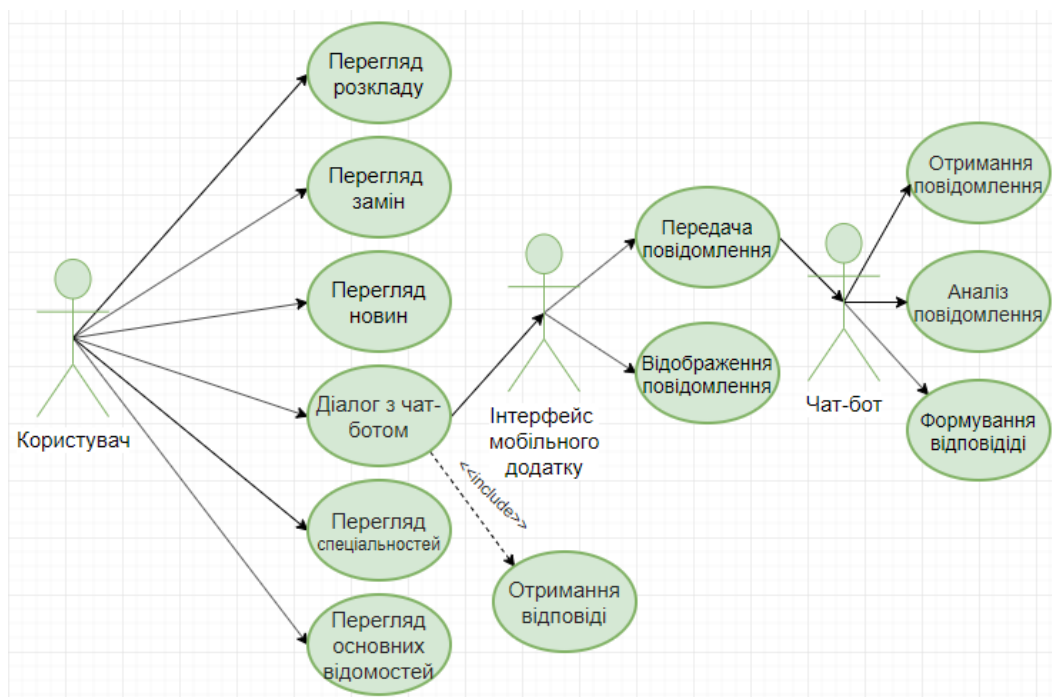 Перегляд
розкладу
Перегляд
замін
Перегляд
новин
Діалог з чат-
ботом
Перегляд
спеціальностей
Перегляд
основних
відомостей
Користувач
<<include>>
Отримання
відповіді
Інтерфейс
мобільного
додатку
Передача
повідомлення
Відображення
повідомлення
Чат-бот
Отримання
повідомлення
Аналіз
повідомлення
Формування
відповідіді